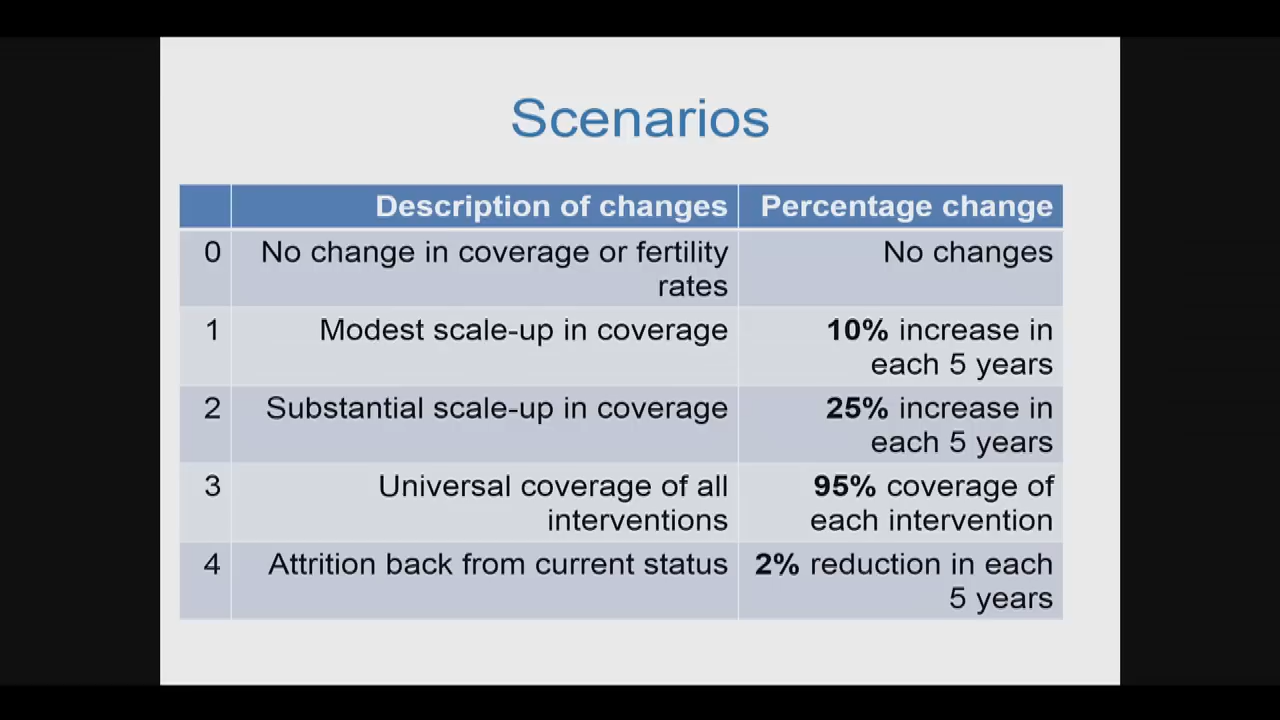 Scenarios
Description of changes Percentage change
0 No change in coverage or fertility No changes
rates
1 Modest scale-up in coverage 10% increase in
each 5 years
2 Substantial scale-up in coverage 25% increase in
each 5 years
3 Universal coverage of all 95% coverage of
interventions each intervention
4 Attrition back from current status 2% reduction in each
5 years